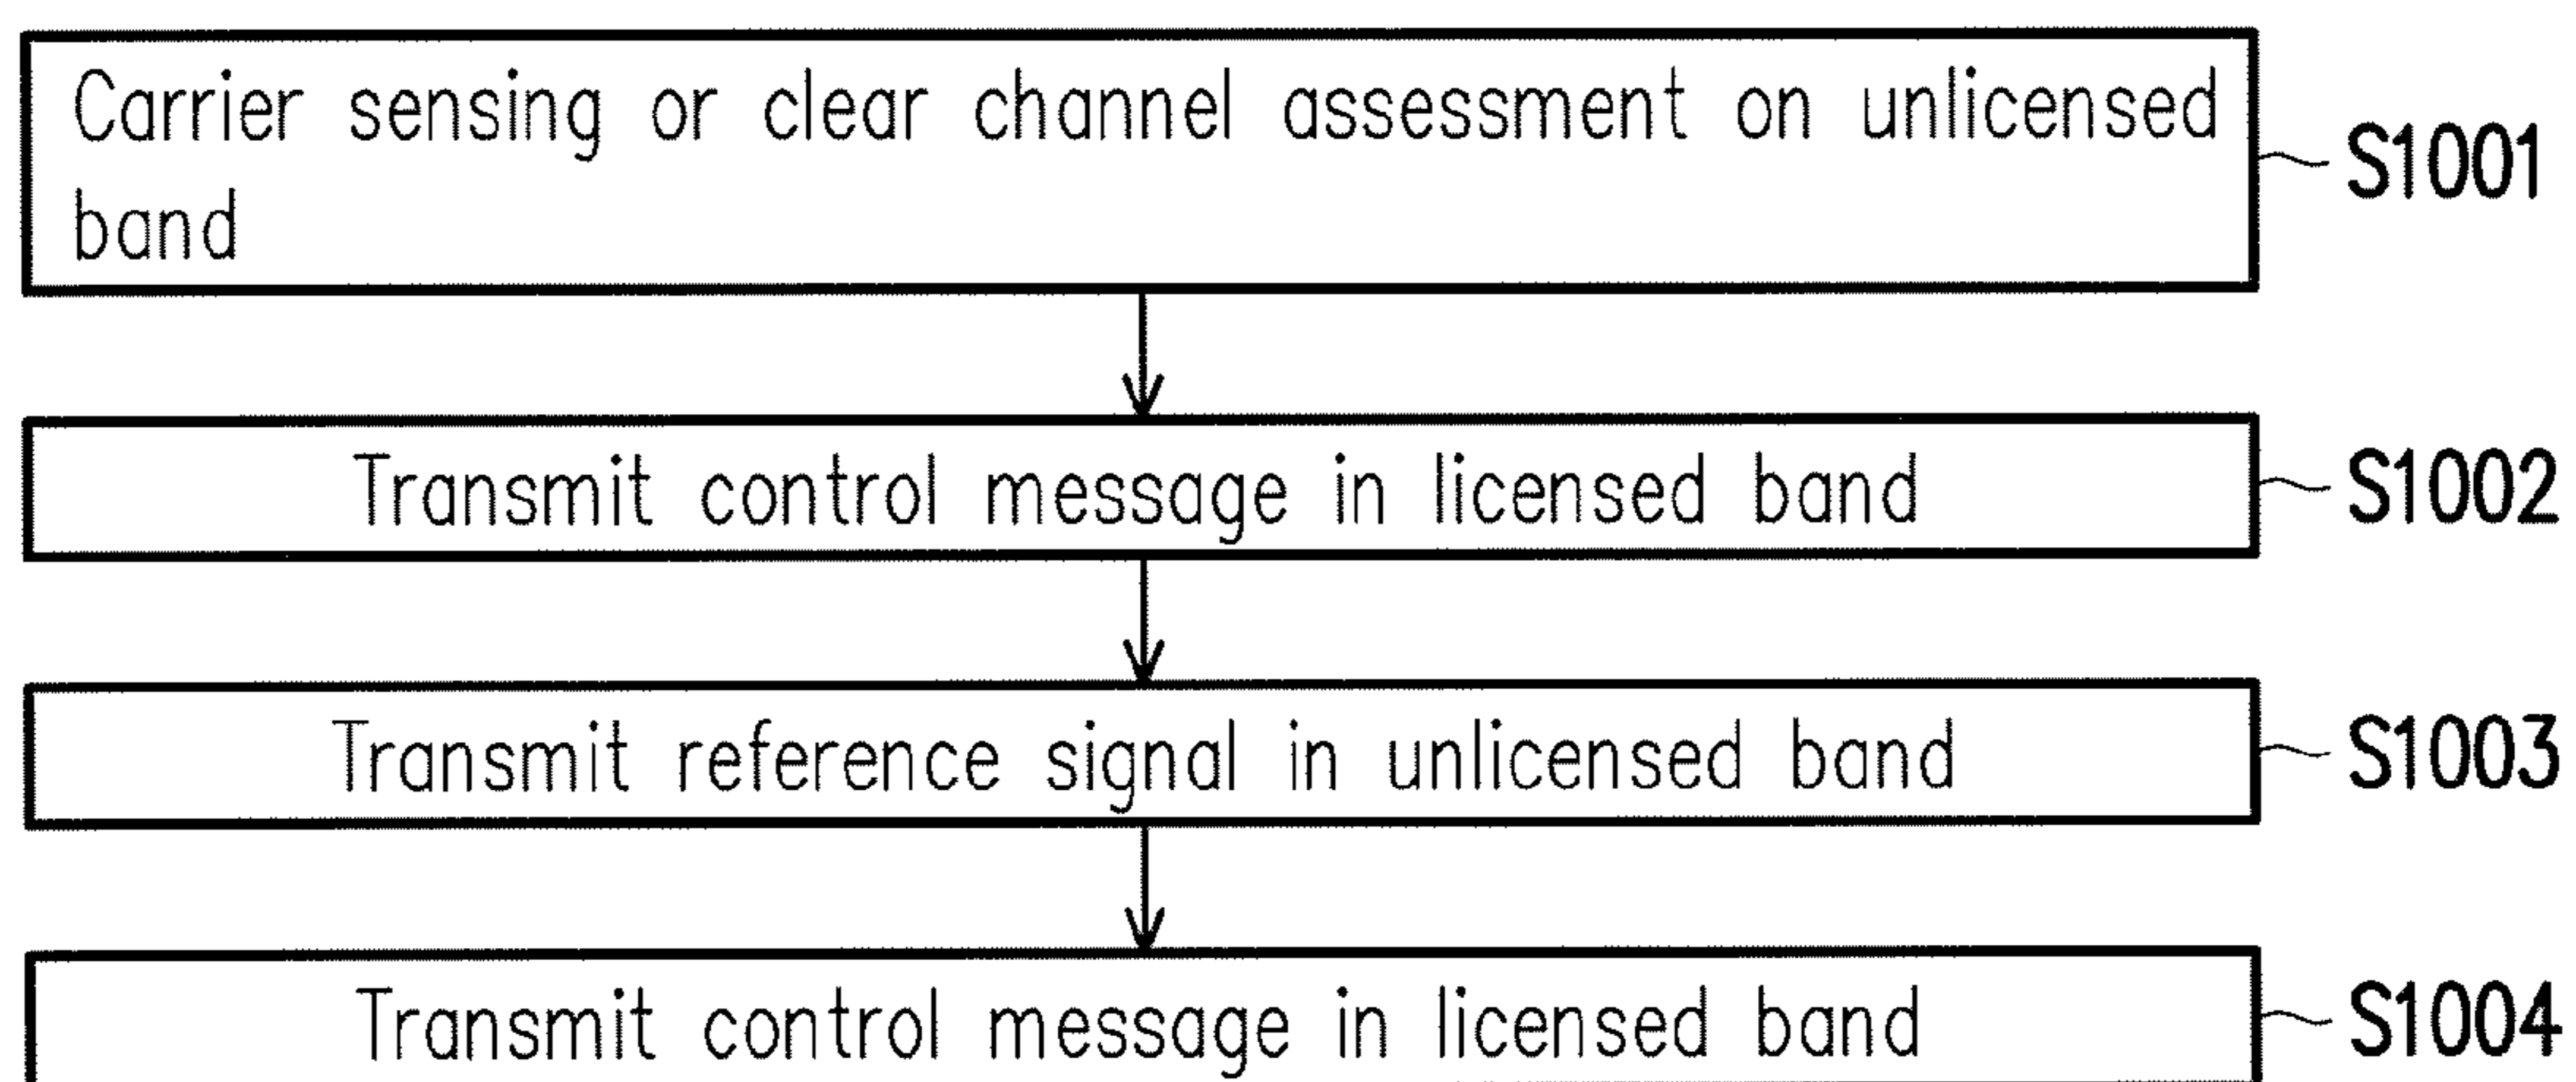 Carrier sensing or clear channel assessment on unlicensed
band
S1001
Transmit control message in licensed band
S1002
Transmit reference signal in unlicensed band
S1003
Transmit control message in licensed band
S1004